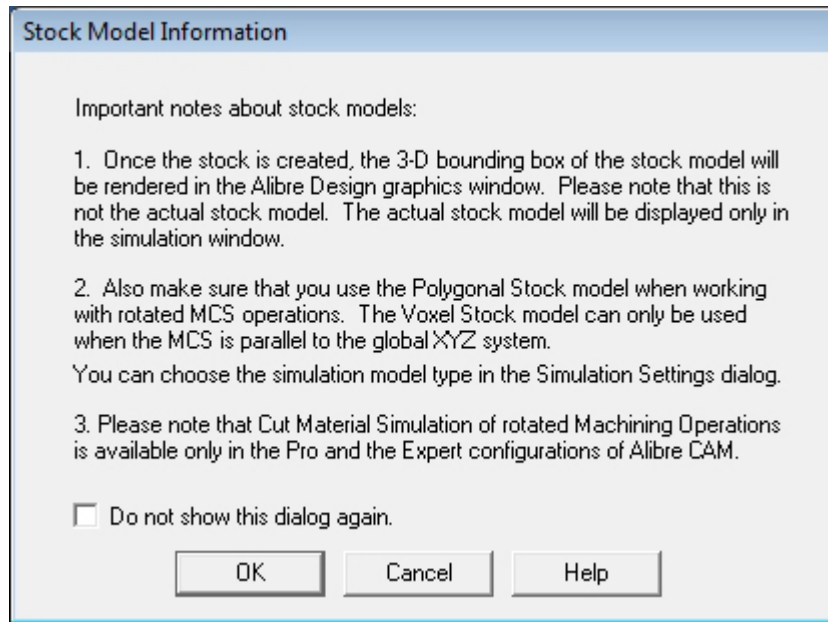 Stock Model Information
Important notes about stock models:
1. Once the stock is created, the 3-D bounding box of the stock model will
be rendered in the Alibre Design graphics window. Please note that this is
not the actual stock model. The actual stock model will be displayed only in
the simulation window.
2. Also make sure that you use the Polygonal Stock model when working
with rotated MCS operations. The Voxel Stock model can only be used
when the MCS is parallel to the global XYZ system.
You can choose the simulation model type in the Simulation Settings dialog.
3. Please note that Cut Material Simulation of rotated Machining Operations
is available only in the Pro and the Expert configurations of Alibre CAM.
Do not show this dialog again.
OK Cancel Help